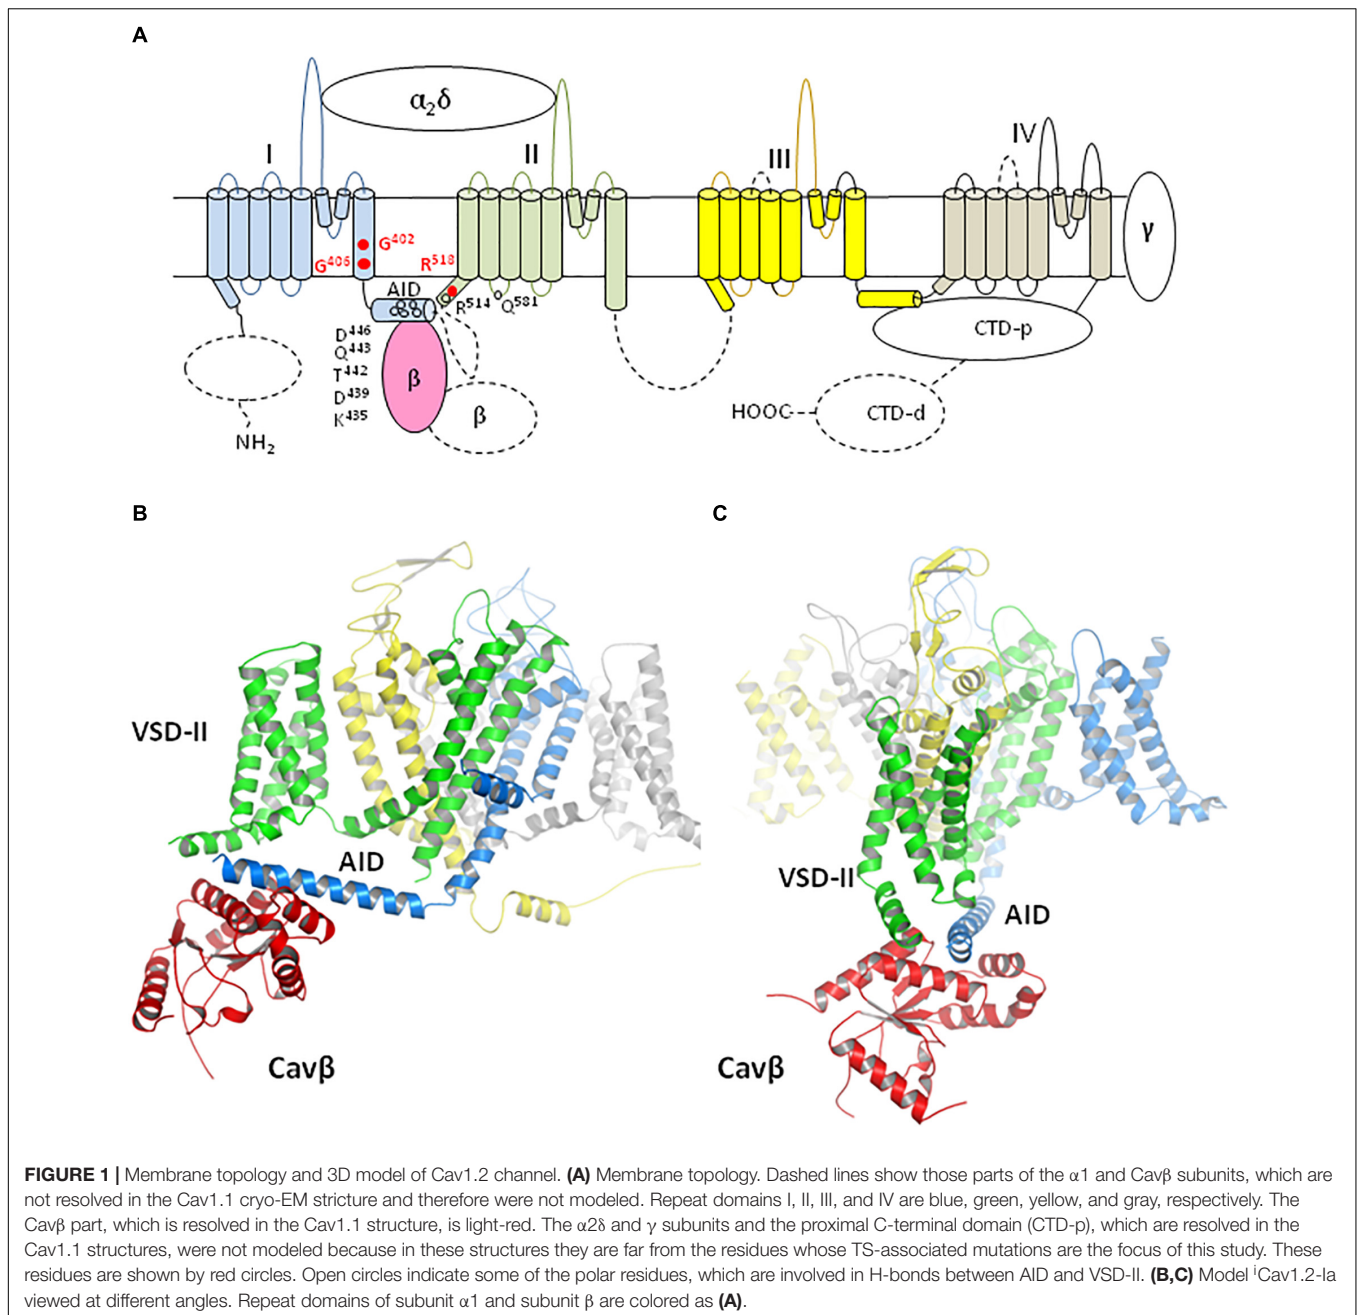 A
α₂δ
I
II
III
IV
γ
G⁴⁰²
G⁴⁰⁶
R⁵¹⁸
AID
R⁵¹⁴
Q⁵⁸¹
D⁴⁴⁶
Q⁴⁴³
T⁴⁴²
D⁴³⁹
K⁴³⁵
β
β
NH₂
CTD-p
HOOC
CTD-d
B
C
VSD-II
AID
Cavβ
VSD-II
AID
Cavβ
FIGURE 1 | Membrane topology and 3D model of Cav1.2 channel. (A) Membrane topology. Dashed lines show those parts of the α1 and Cavβ subunits, which are
not resolved in the Cav1.1 cryo-EM stricture and therefore were not modeled. Repeat domains I, II, III, and IV are blue, green, yellow, and gray, respectively. The
Cavβ part, which is resolved in the Cav1.1 structure, is light-red. The α2δ and γ subunits and the proximal C-terminal domain (CTD-p), which are resolved in the
Cav1.1 structures, were not modeled because in these structures they are far from the residues whose TS-associated mutations are the focus of this study. These
residues are shown by red circles. Open circles indicate some of the polar residues, which are involved in H-bonds between AID and VSD-II. (B,C) Model ⁱCav1.2-Ia
viewed at different angles. Repeat domains of subunit α1 and subunit β are colored as (A).